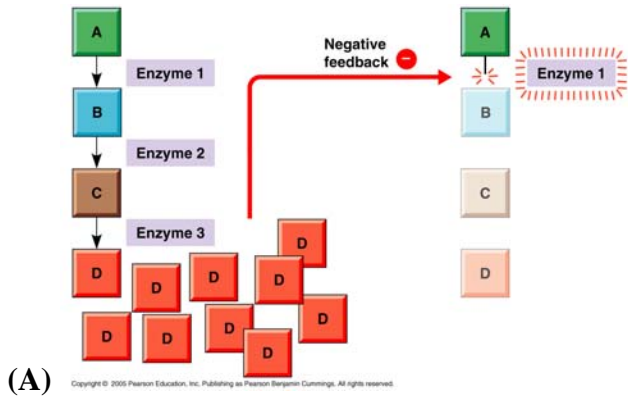 A
Enzyme 1
B
Enzyme 2
C
Enzyme 3
D
D
D
D
D
D
D
D
D
D
Negative
feedback
–
A
Enzyme 1
B
C
D
(A)
Copyright © 2005 Pearson Education, Inc. Publishing as Pearson Benjamin Cummings. All rights reserved.